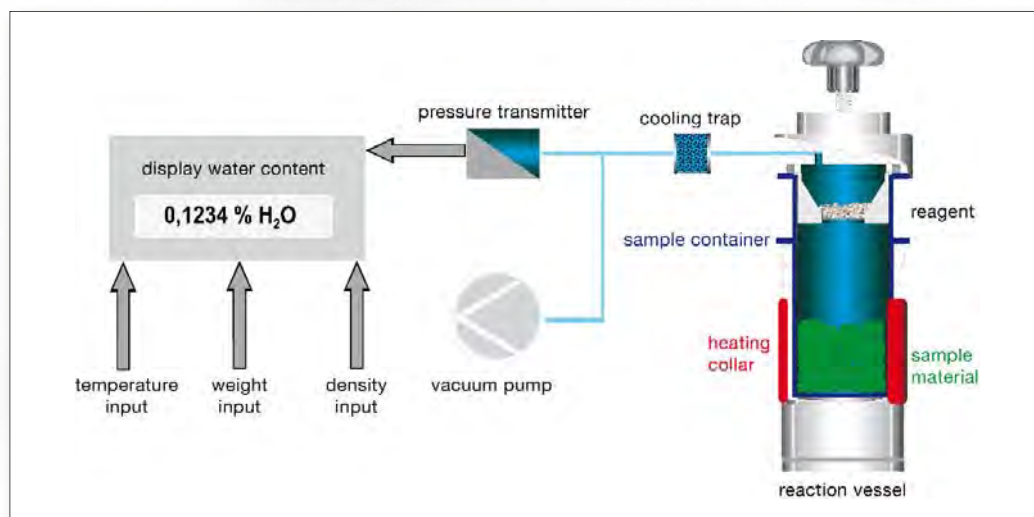 pressure transmitter
cooling trap
display water content
0,1234 % H₂O
reagent
sample container
heating
collar
sample
material
temperature
input
weight
input
density
input
vacuum pump
reaction vessel